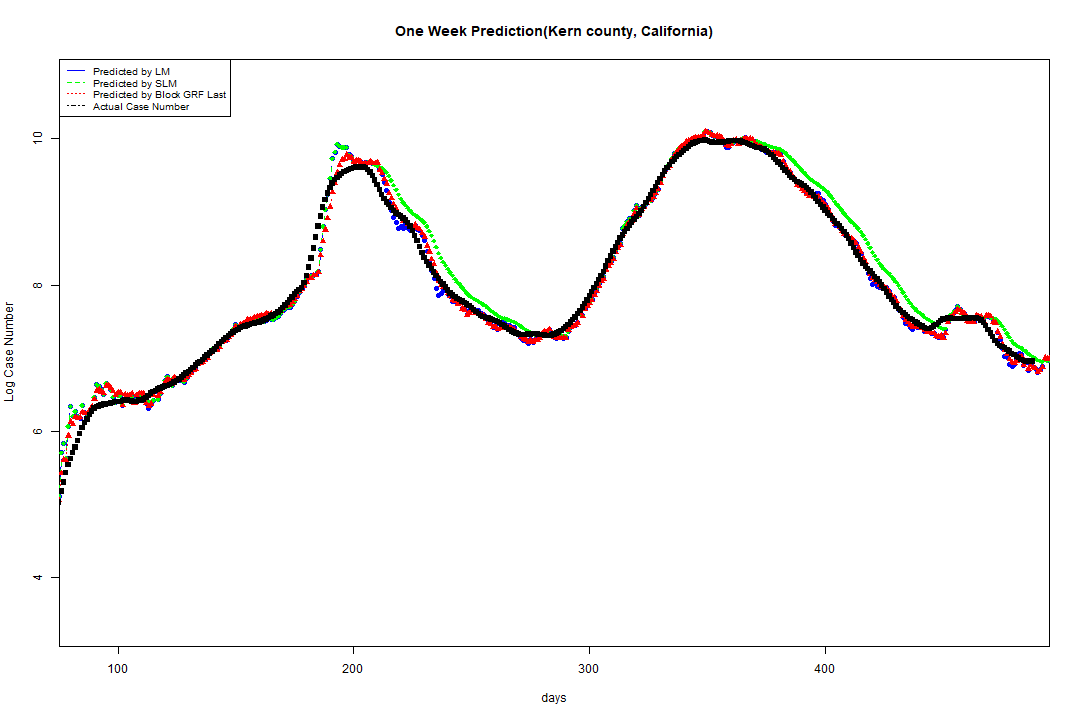 One Week Prediction(Kern county, California)
Predicted by LM
Predicted by SLM
Predicted by Block GRF Last
Actual Case Number
10
8
6
4
Log Case Number
100 200 300 400
days